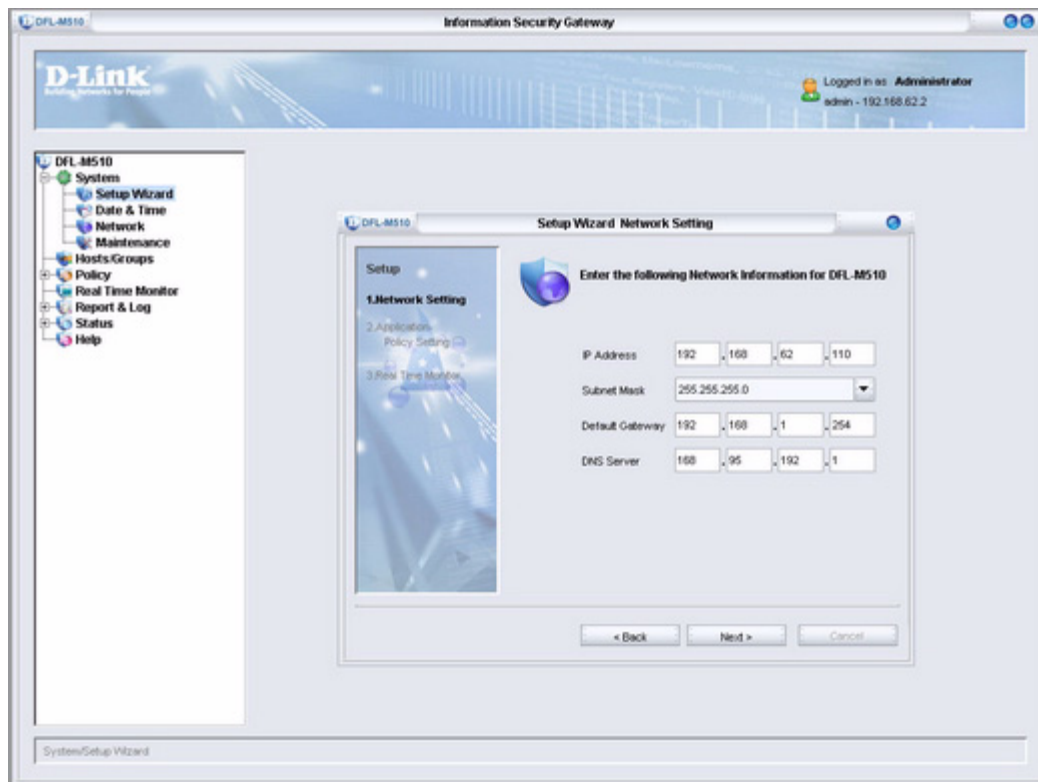 DFL-M510
Information Security Gateway
D-Link
Building Networks for People
Logged in as Administrator
admin - 192.168.62.2
DFL-M510
System
Setup Wizard
Date & Time
Network
Maintenance
Hosts/Groups
Policy
Real Time Monitor
Report & Log
Status
Help
DFL-M510
Setup Wizard Network Setting
Setup
1.Network Setting
2.Application
Policy Setting
3.Real Time Monitor
Enter the following Network Information for DFL-M510
IP Address 192 . 168 . 62 . 110
Subnet Mask 255.255.255.0
Default Gateway 192 . 168 . 1 . 254
DNS Server 168 . 95 . 192 . 1
< Back
Next >
Cancel
System/Setup Wizard